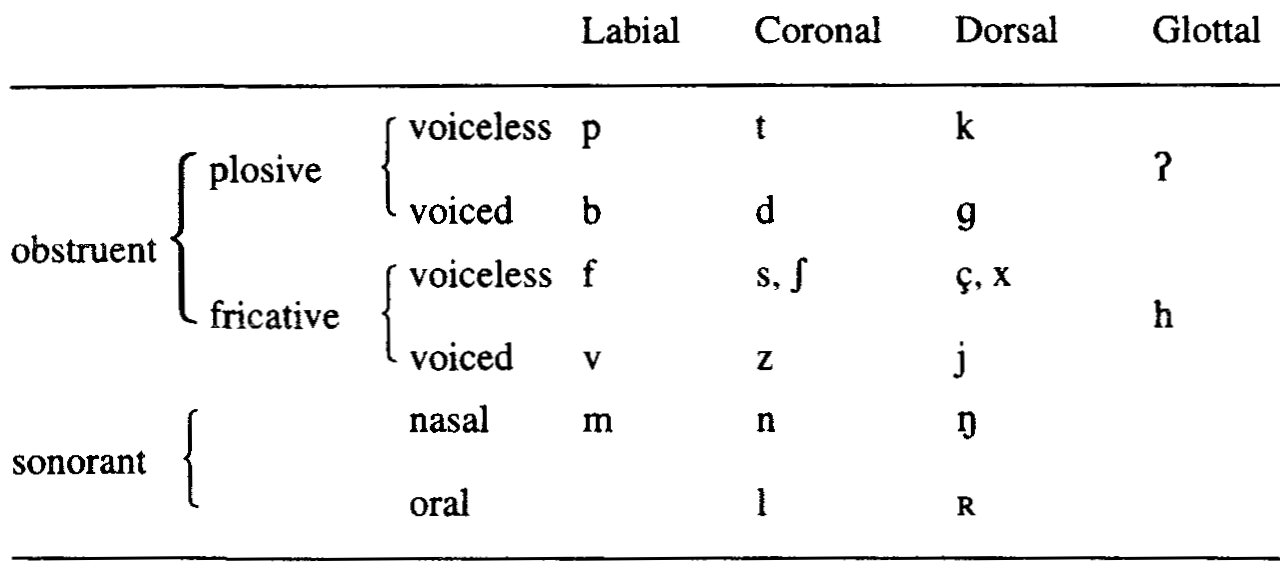 Labial Coronal Dorsal Glottal
voiceless p t k
plosive ʔ
voiced b d g
obstruent
voiceless f s, ʃ ç, x
fricative h
voiced v z j
nasal m n ŋ
sonorant
oral l ʀ